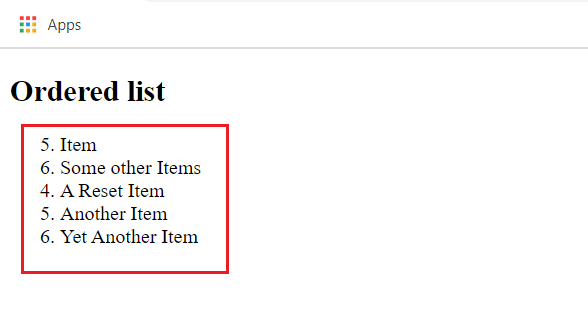 Apps
Ordered list
5. Item
6. Some other Items
4. A Reset Item
5. Another Item
6. Yet Another Item